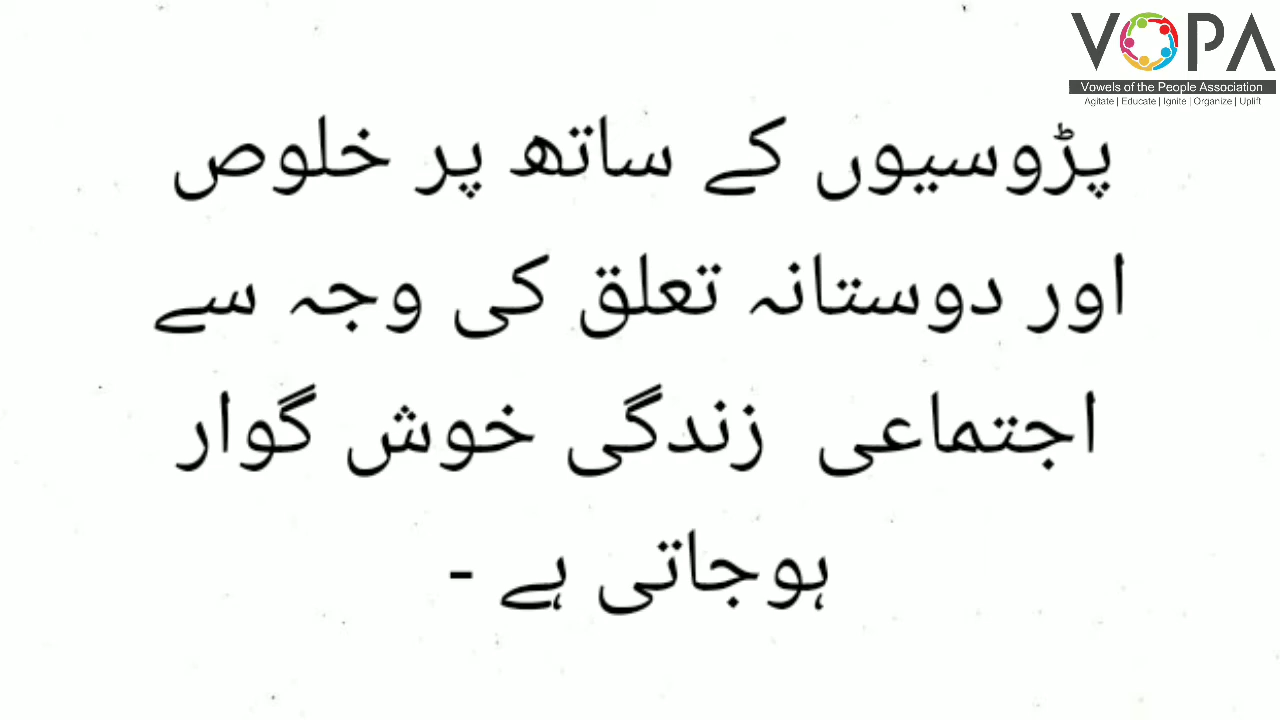 VOPA
Vowels of the People Association
Agitate | Educate | Ignite | Organize | Uplift
پڑوسیوں کے ساتھ پر خلوص
اور دوستانہ تعلق کی وجہ سے
اجتماعی زندگی خوش گوار
ہوجاتی ہے -